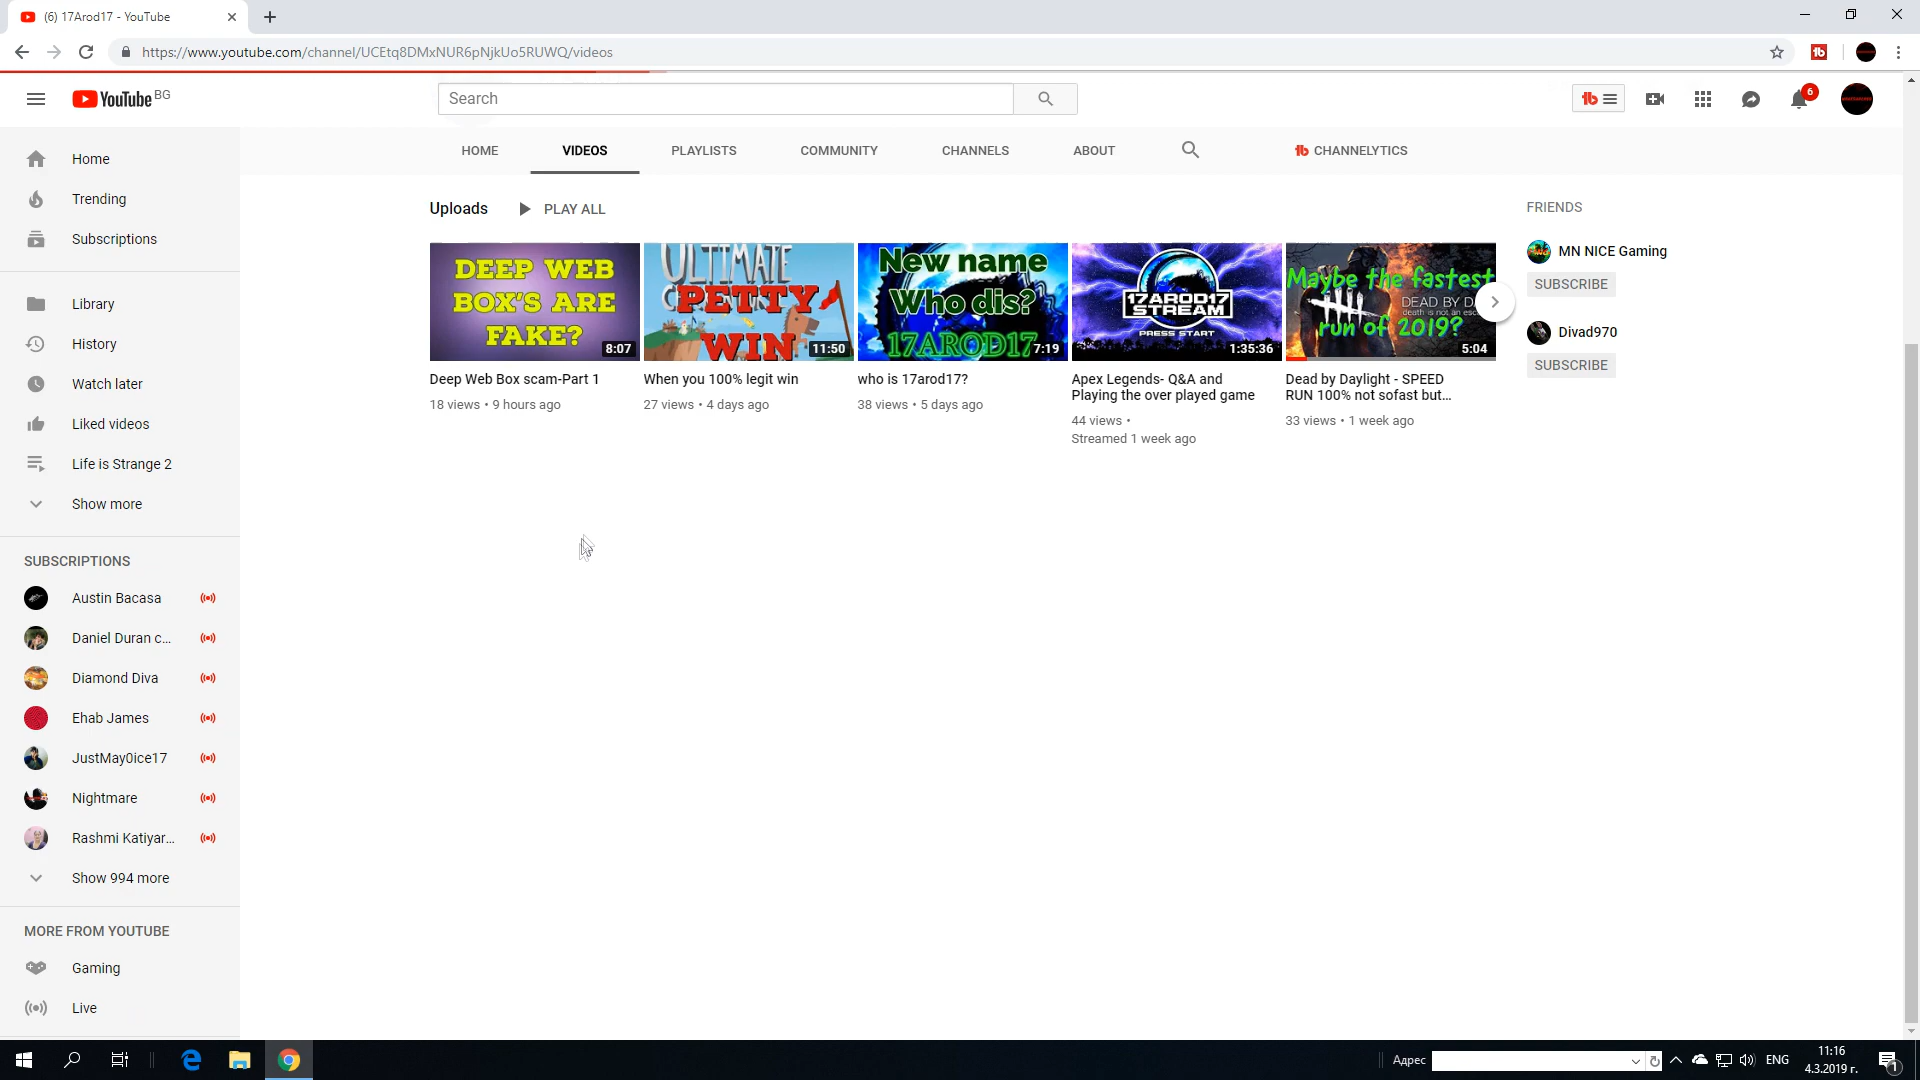 (6) 17Arod17 - YouTube
https://www.youtube.com/channel/UCEtq8DMxNUR6pNjkUo5RUWQ/videos
YouTube BG
Search
6
HOME
VIDEOS
PLAYLISTS
COMMUNITY
CHANNELS
ABOUT
CHANNELYTICS
Home
Trending
Subscriptions
Library
History
Watch later
Liked videos
Life is Strange 2
Show more
SUBSCRIPTIONS
Austin Bacasa
Daniel Duran c...
Diamond Diva
Ehab James
JustMay0ice17
Nightmare
Rashmi Katiyar...
Show 994 more
MORE FROM YOUTUBE
Gaming
Live
Uploads
PLAY ALL
DEEP WEB
BOX'S ARE
FAKE?
8:07
Deep Web Box scam-Part 1
18 views • 9 hours ago
ULTIMATE
PETTY
WIN
11:50
When you 100% legit win
27 views • 4 days ago
New name
Who dis?
17AROD17
7:19
who is 17arod17?
38 views • 5 days ago
17AROD17
STREAM
PRESS START
1:35:36
Apex Legends- Q&A and
Playing the over played game
44 views •
Streamed 1 week ago
Maybe the fastest
DEAD BY DA
death is not an esc
run of 2019?
5:04
Dead by Daylight - SPEED
RUN 100% not sofast but...
33 views • 1 week ago
FRIENDS
MN NICE Gaming
SUBSCRIBE
Divad970
SUBSCRIBE
Адрес
ENG
11:16
4.3.2019 г.
1